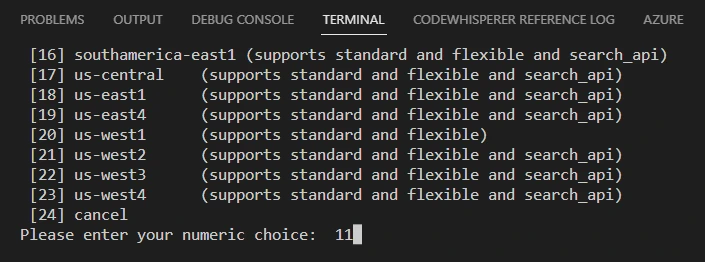 PROBLEMS OUTPUT DEBUG CONSOLE TERMINAL CODEWHISPERER REFERENCE LOG AZURE
[16] southamerica-east1 (supports standard and flexible and search_api)
[17] us-central    (supports standard and flexible and search_api)
[18] us-east1      (supports standard and flexible and search_api)
[19] us-east4      (supports standard and flexible and search_api)
[20] us-west1      (supports standard and flexible)
[21] us-west2      (supports standard and flexible and search_api)
[22] us-west3      (supports standard and flexible and search_api)
[23] us-west4      (supports standard and flexible and search_api)
[24] cancel
Please enter your numeric choice:  11